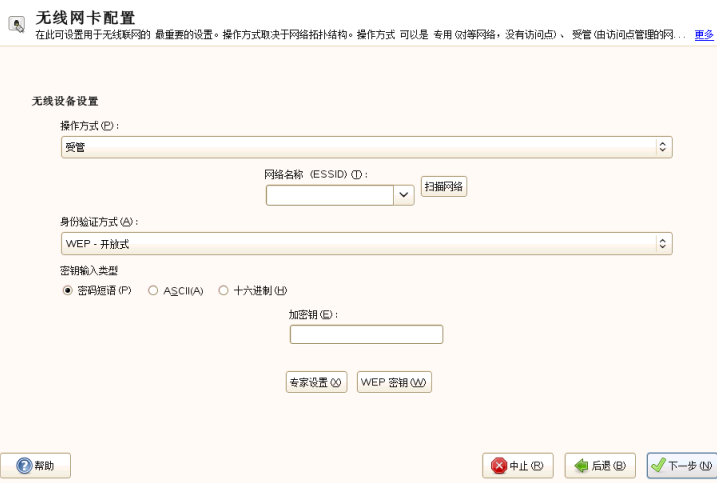 无线网卡配置
在此可设置用于无线联网的 最重要的设置。操作方式取决于网络拓扑结构。操作方式 可以是 专用 (对等网络，没有访问点) 、 受管 (由访问点管理的网... 更多
无线设备设置
操作方式 (P)：
受管
网络名称 (ESSID) (T)：
扫描网络
身份验证方式 (A)：
WEP - 开放式
密钥输入类型
密码短语 (P) ASCII(A) 十六进制 (H)
加密钥 (E)：
专家设置 (X) WEP 密钥 (W)
帮助 中止 (R) 后退 (B) 下一步 (N)